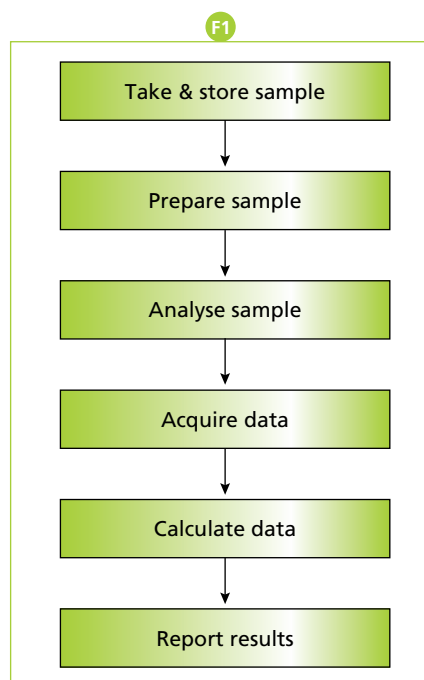 F1
Take & store sample
Prepare sample
Analyse sample
Acquire data
Calculate data
Report results